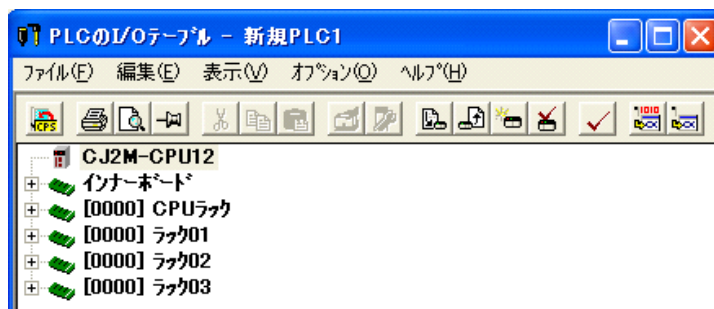 PLCのI/Oテーブル - 新規PLC1
ファイル(F) 編集(E) 表示(V) オプション(O) ヘルプ(H)
CPS 1010
CJ2M-CPU12
インナーボード
[0000] CPUラック
[0000] ラック01
[0000] ラック02
[0000] ラック03